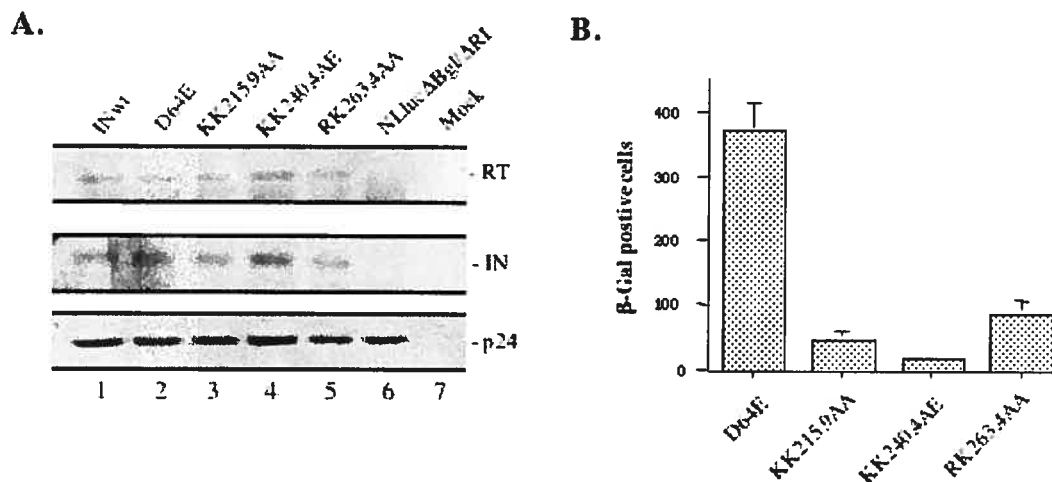 A.
INwt
D64E
KK215,9AA
KK240,4AE
RK263,4AA
NLlucΔBglΔRI
Mock
- RT
- IN
- p24
1 2 3 4 5 6 7
B.
β-Gal postive cells
400
300
200
100
0
D64E
KK215,9AA
KK240,4AE
RK263,4AA